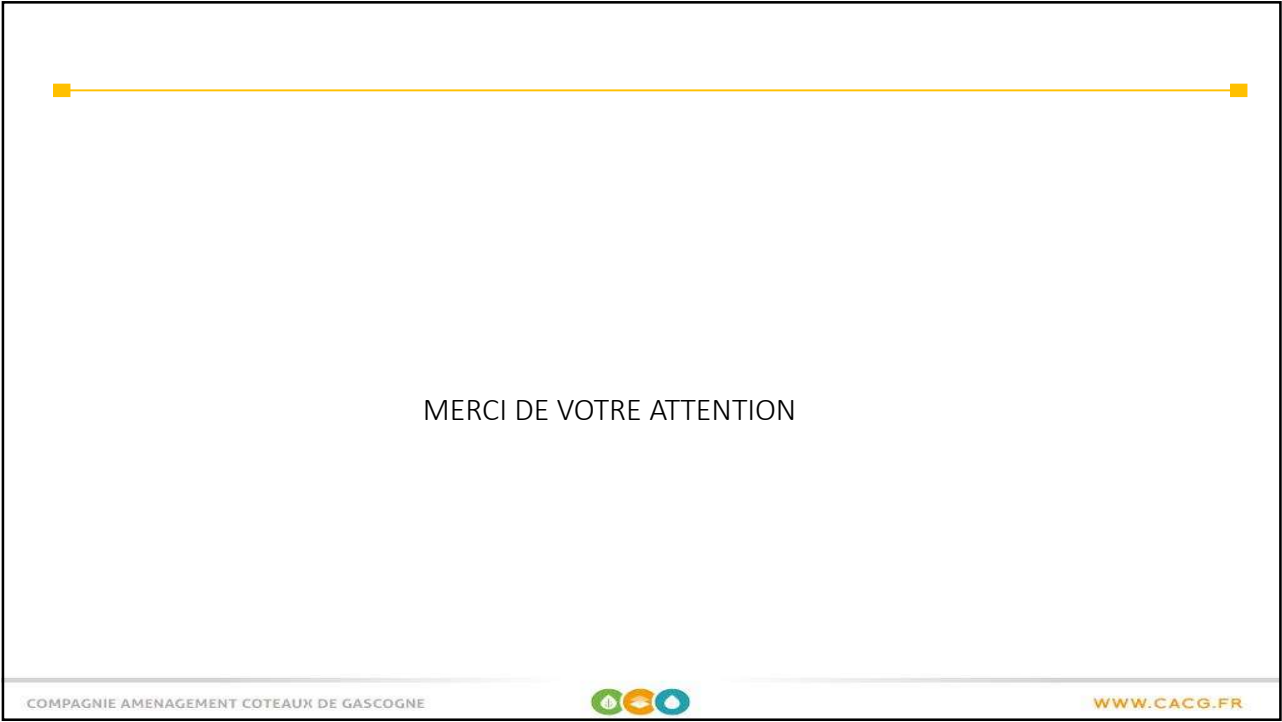 MERCI DE VOTRE ATTENTION
COMPAGNIE AMENAGEMENT COTEAUX DE GASCOGNE
WWW.CACG.FR